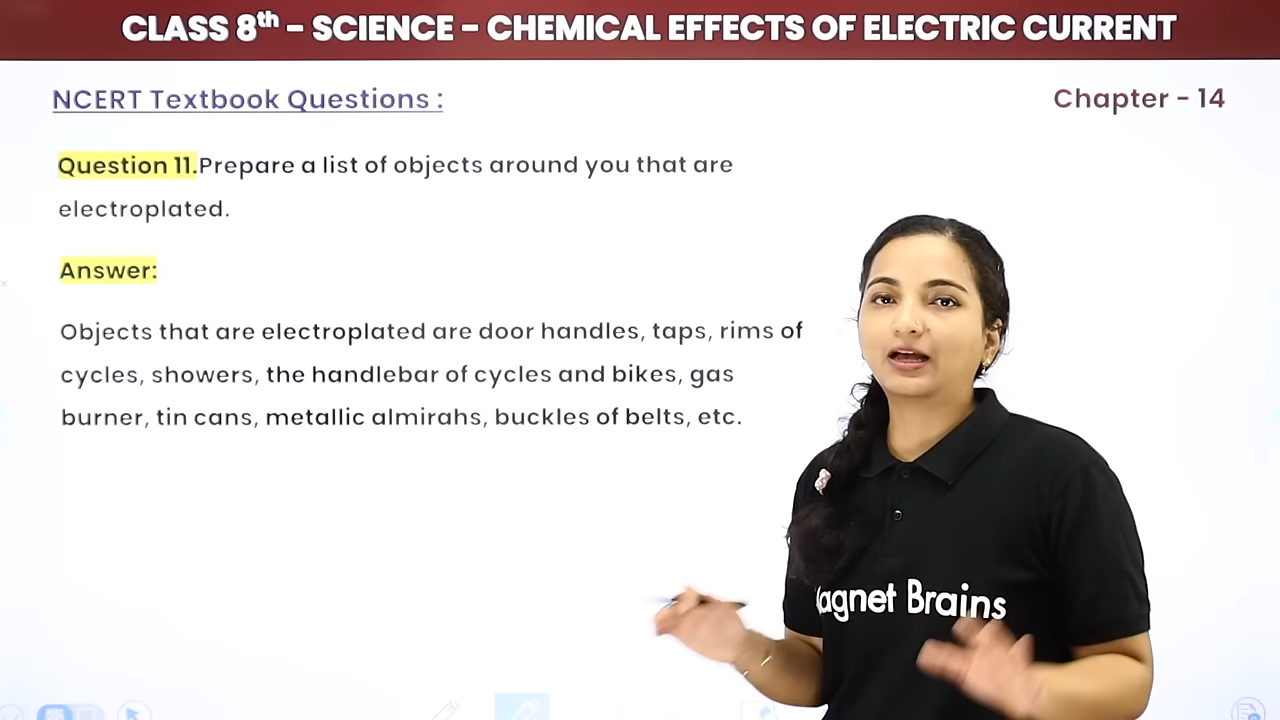 CLASS 8th - SCIENCE - CHEMICAL EFFECTS OF ELECTRIC CURRENT
NCERT Textbook Questions :
Chapter - 14
Question 11.Prepare a list of objects around you that are
electroplated.
Answer:
Objects that are electroplated are door handles, taps, rims of
cycles, showers, the handlebar of cycles and bikes, gas
burner, tin cans, metallic almirahs, buckles of belts, etc.
agnet Brains